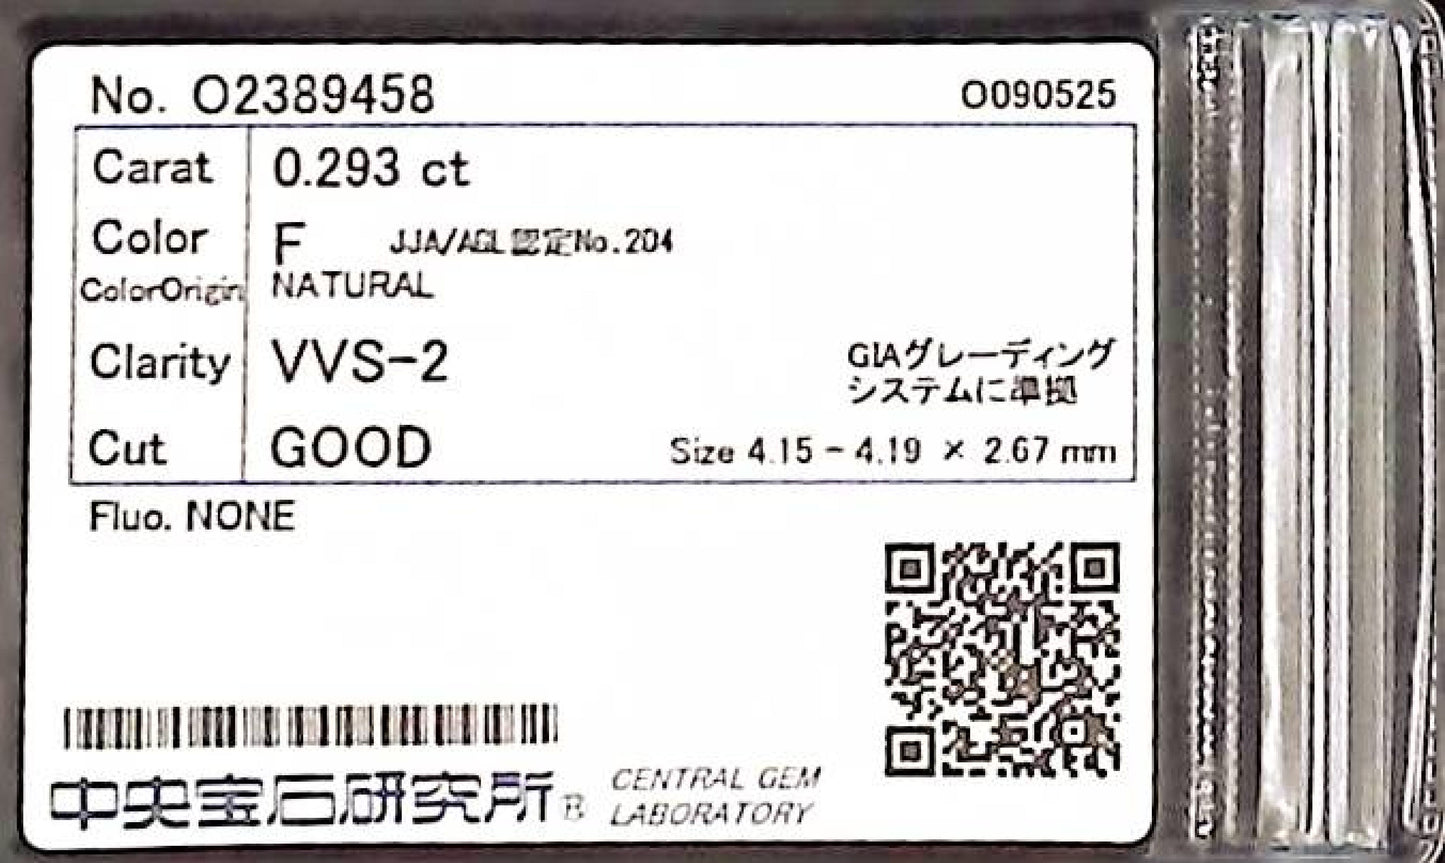 No. O2389458 O090525
Carat 0.293 ct
Color F JJA/AGL認定No.204
ColorOrigin NATURAL
Clarity VVS-2
GIAグレーディング
システムに準拠
Cut GOOD Size 4.15 - 4.19 × 2.67 mm
Fluo. NONE
中央宝石研究所
CENTRAL GEM
LABORATORY